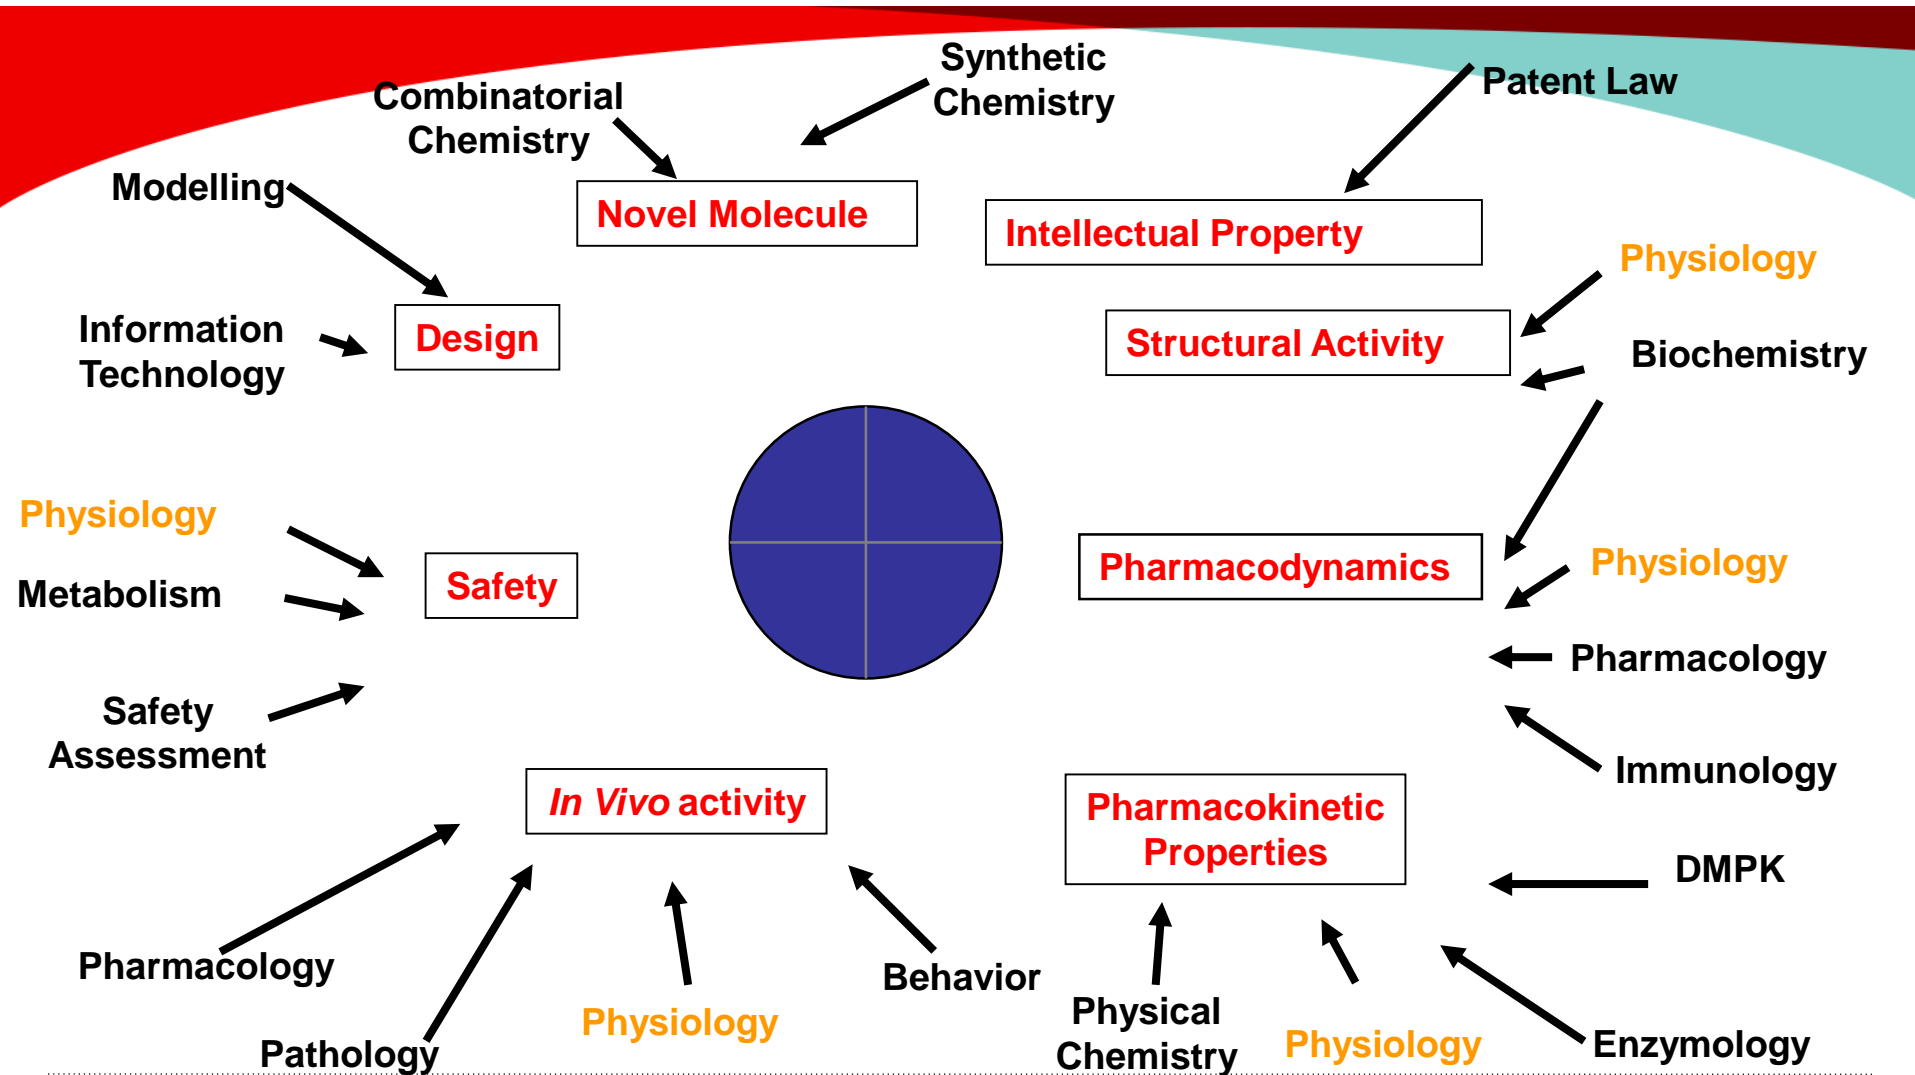 Synthetic
Chemistry
Combinatorial
Chemistry
Patent Law
Modelling
Novel Molecule
Intellectual Property
Physiology
Information
Technology
Design
Structural Activity
Biochemistry
Physiology
Metabolism
Safety
Pharmacodynamics
Physiology
Pharmacology
Safety
Assessment
Immunology
In Vivo activity
Pharmacokinetic
Properties
DMPK
Pharmacology
Behavior
Pathology
Physiology
Physical
Chemistry
Physiology
Enzymology